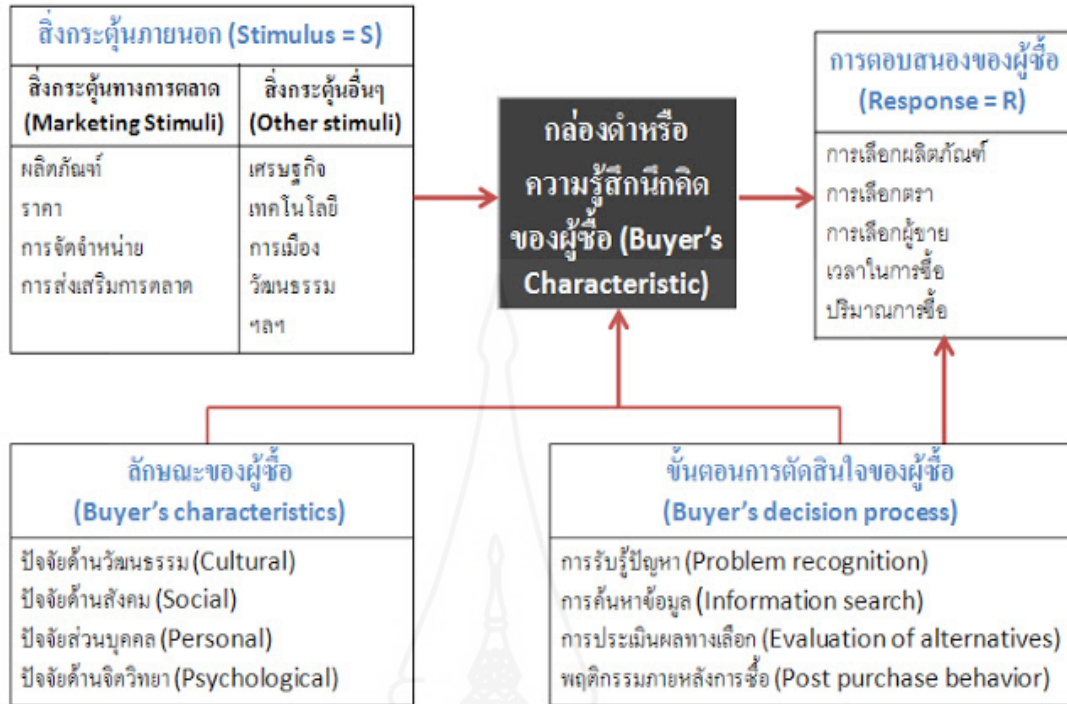 สิ่งกระตุ้นภายนอก (Stimulus = S)
สิ่งกระตุ้นทางการตลาด
(Marketing Stimuli)
ผลิตภัณฑ์
ราคา
การจัดจำหน่าย
การส่งเสริมการตลาด
สิ่งกระตุ้นอื่นๆ
(Other stimuli)
เศรษฐกิจ
เทคโนโลยี
การเมือง
วัฒนธรรม
ฯลฯ
กล่องดำหรือ
ความรู้สึกนึกคิด
ของผู้ซื้อ (Buyer's
Characteristic)
การตอบสนองของผู้ซื้อ
(Response = R)
การเลือกผลิตภัณฑ์
การเลือกตรา
การเลือกผู้ขาย
เวลาในการซื้อ
ปริมาณการซื้อ
ลักษณะของผู้ซื้อ
(Buyer's characteristics)
ปัจจัยด้านวัฒนธรรม (Cultural)
ปัจจัยด้านสังคม (Social)
ปัจจัยส่วนบุคคล (Personal)
ปัจจัยด้านจิตวิทยา (Psychological)
ขั้นตอนการตัดสินใจของผู้ซื้อ
(Buyer's decision process)
การรับรู้ปัญหา (Problem recognition)
การค้นหาข้อมูล (Information search)
การประเมินผลทางเลือก (Evaluation of alternatives)
พฤติกรรมภายหลังการซื้อ (Post purchase behavior)